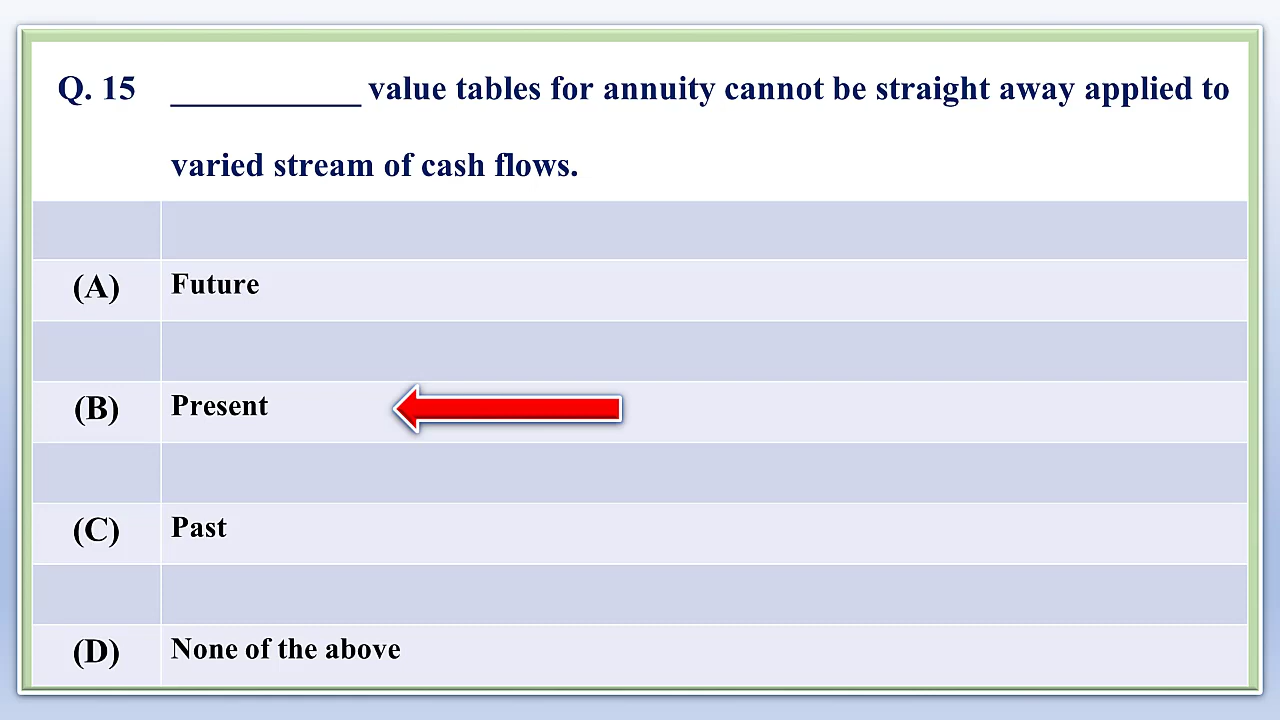 Q. 15 ___________ value tables for annuity cannot be straight away applied to
varied stream of cash flows.
(A) Future
(B) Present
(C) Past
(D) None of the above